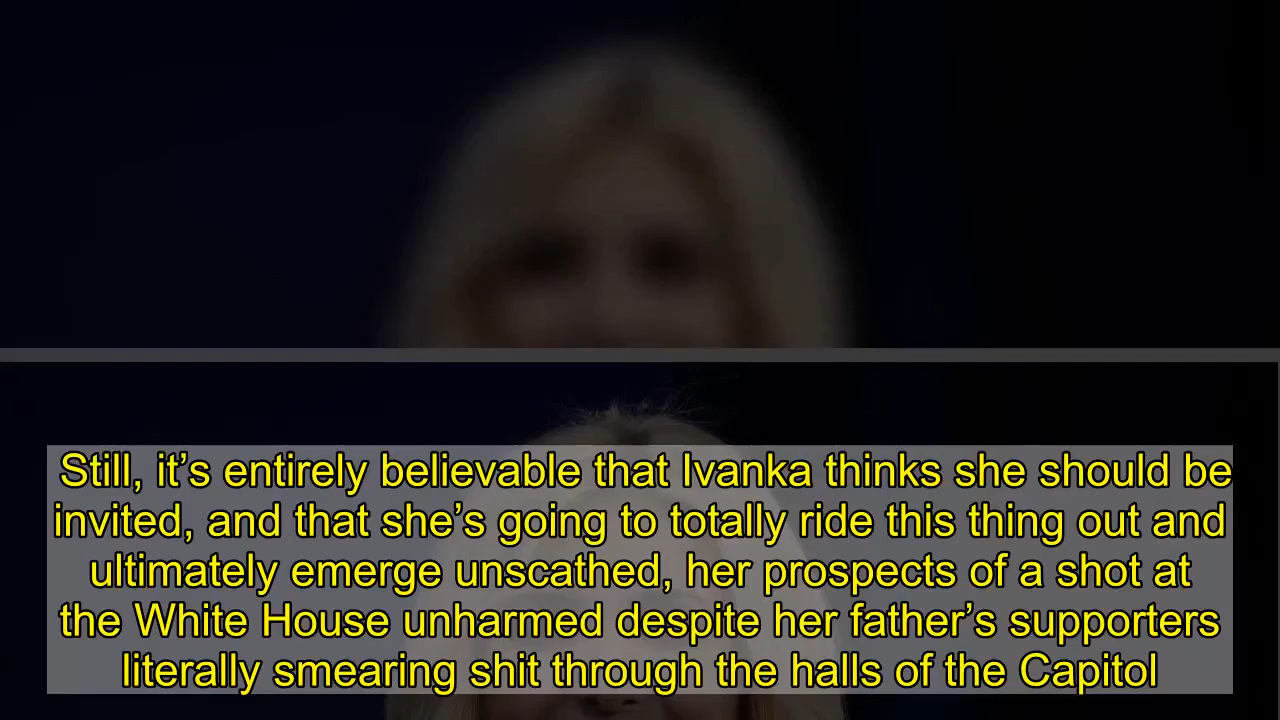 Still, it’s entirely believable that Ivanka thinks she should be
invited, and that she’s going to totally ride this thing out and
ultimately emerge unscathed, her prospects of a shot at
the White House unharmed despite her father’s supporters
literally smearing shit through the halls of the Capitol